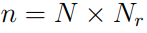 n = N × N_r